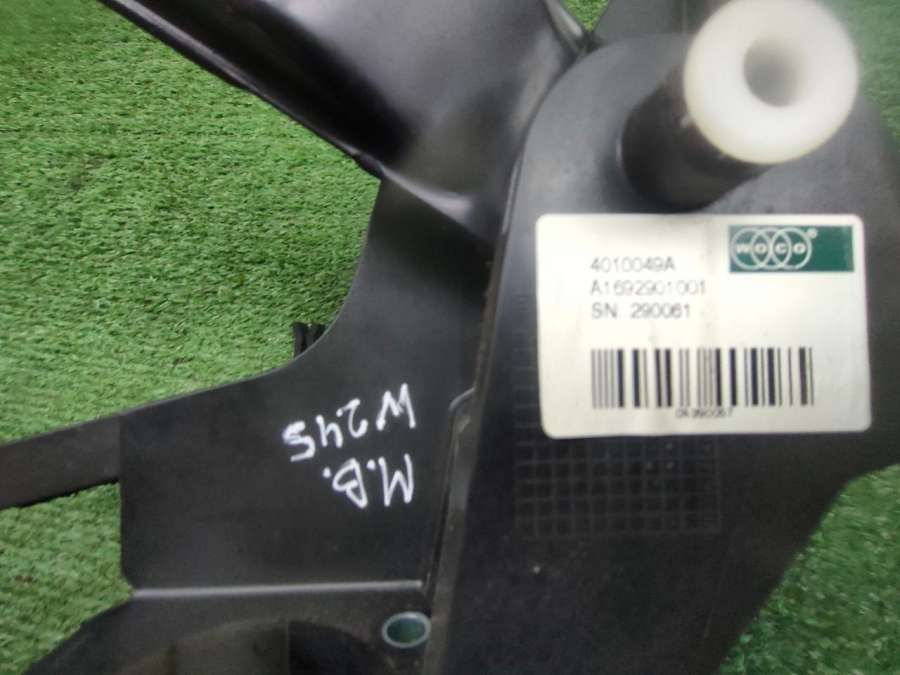 WOCO®
4010049A
A1692901001
SN. 290061
M.B.
W245